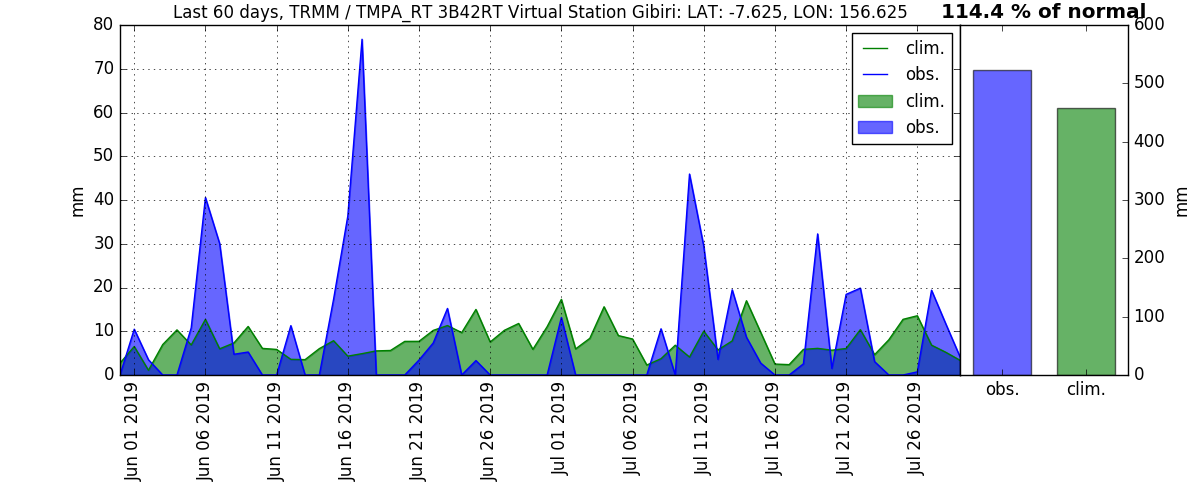 Last 60 days, TRMM / TMPA_RT 3B42RT Virtual Station Gibiri: LAT: -7.625, LON: 156.625
114.4 % of normal
80
70
60
50
40
30
20
10
0
mm
clim.
obs.
clim.
obs.
600
500
400
300
200
100
0
mm
Jun 01 2019
Jun 06 2019
Jun 11 2019
Jun 16 2019
Jun 21 2019
Jun 26 2019
Jul 01 2019
Jul 06 2019
Jul 11 2019
Jul 16 2019
Jul 21 2019
Jul 26 2019
obs.
clim.